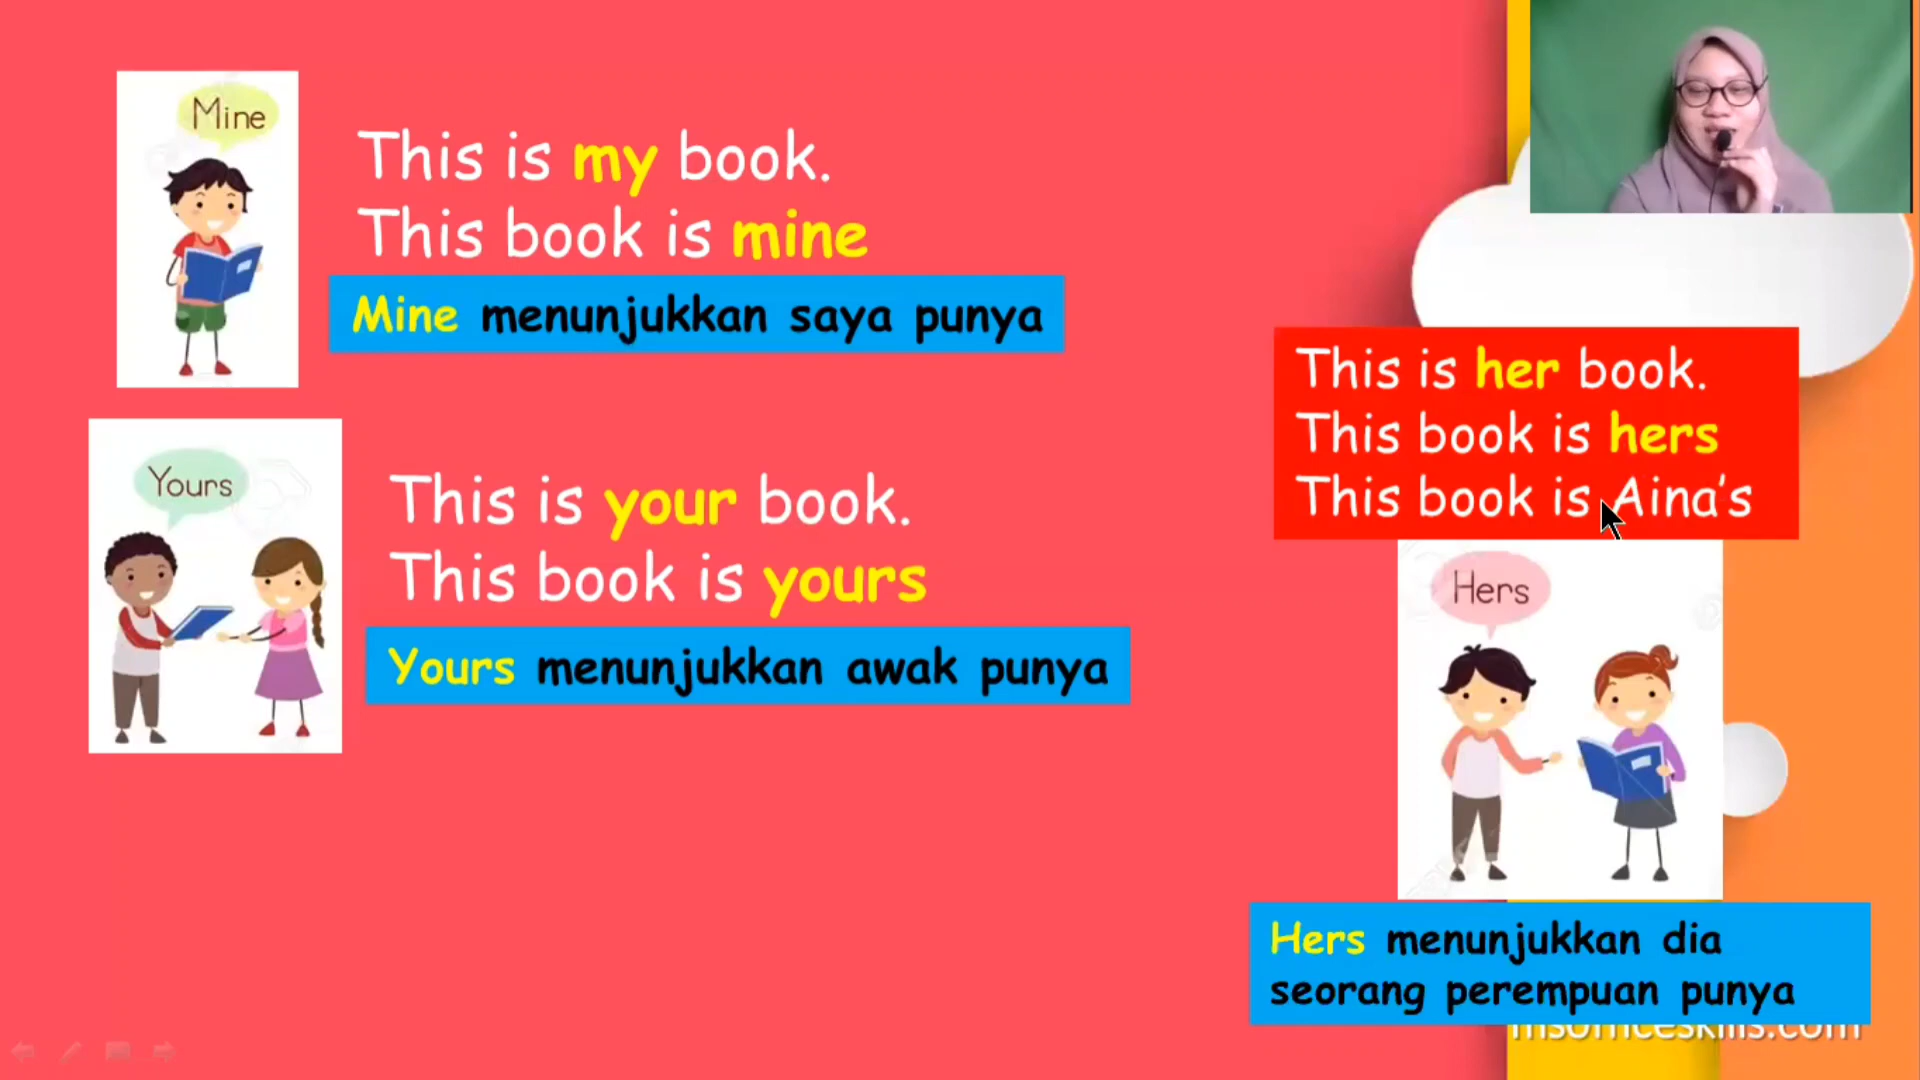 Mine
This is my book.
This book is mine
Mine menunjukkan saya punya
Yours
This is your book.
This book is yours
Yours menunjukkan awak punya
This is her book.
This book is hers
This book is Aina's
Hers
Hers menunjukkan dia
seorang perempuan punya
msofficeskills.com